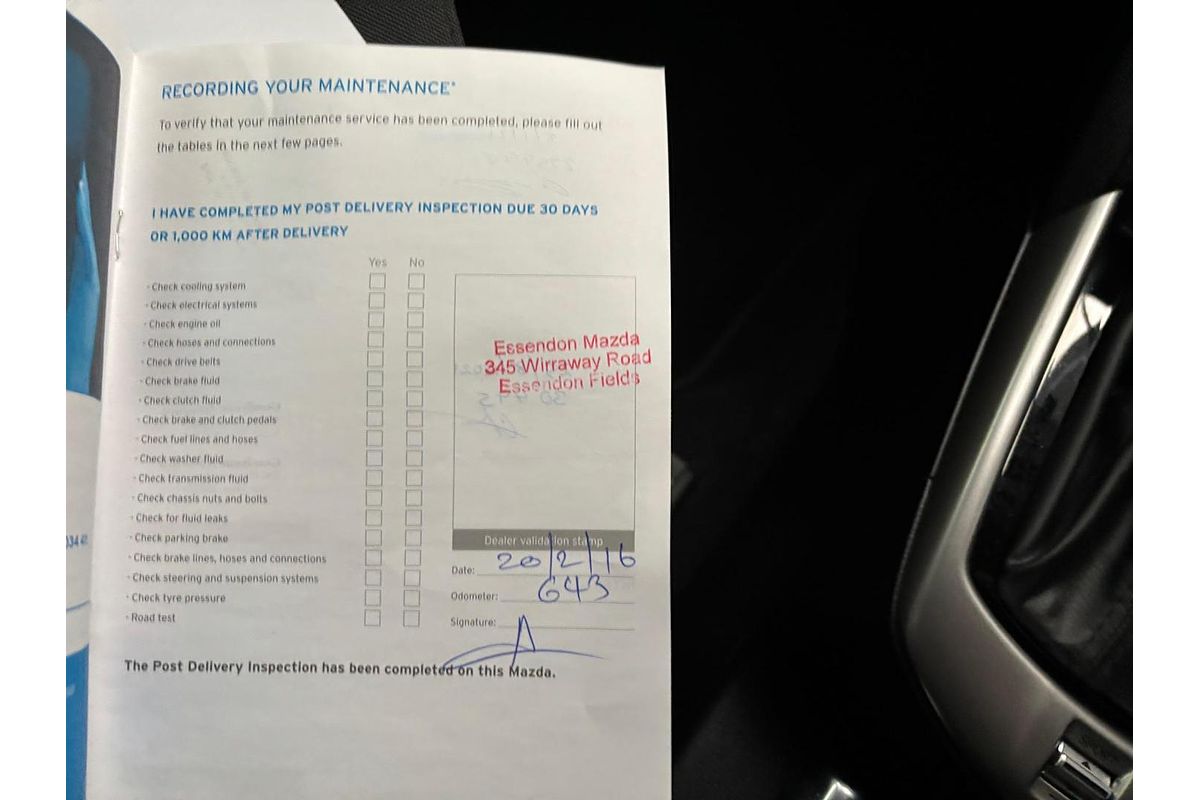 RECORDING YOUR MAINTENANCE*
To verify that your maintenance service has been completed, please fill out
the tables in the next few pages.
I HAVE COMPLETED MY POST DELIVERY INSPECTION DUE 30 DAYS
OR 1,000 KM AFTER DELIVERY
Yes No
- Check cooling system
- Check electrical systems
- Check engine oil
- Check hoses and connections
- Check drive belts
- Check brake fluid
- Check clutch fluid
- Check brake and clutch pedals
- Check fuel lines and hoses
- Check washer fluid
- Check transmission fluid
- Check chassis nuts and bolts
- Check for fluid leaks
- Check parking brake
- Check brake lines, hoses and connections
- Check steering and suspension systems
- Check tyre pressure
- Road test
Essendon Mazda
345 Wirraway Road
Essendon Fields
Dealer validation stamp
Date: 20/2/16
Odometer: 643
Signature:
The Post Delivery Inspection has been completed on this Mazda.